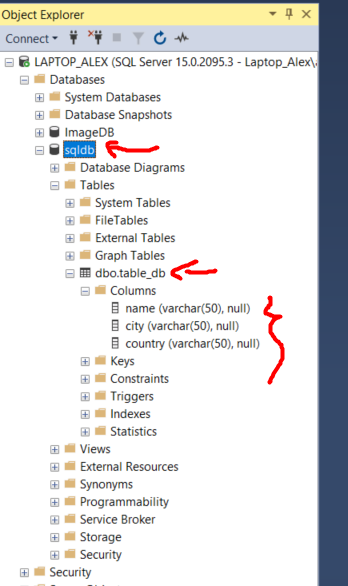 Object Explorer
Connect
LAPTOP_ALEX (SQL Server 15.0.2095.3 - Laptop_Alex\
Databases
System Databases
Database Snapshots
ImageDB
sqldb
Database Diagrams
Tables
System Tables
FileTables
External Tables
Graph Tables
dbo.table_db
Columns
name (varchar(50), null)
city (varchar(50), null)
country (varchar(50), null)
Keys
Constraints
Triggers
Indexes
Statistics
Views
External Resources
Synonyms
Programmability
Service Broker
Storage
Security
Security